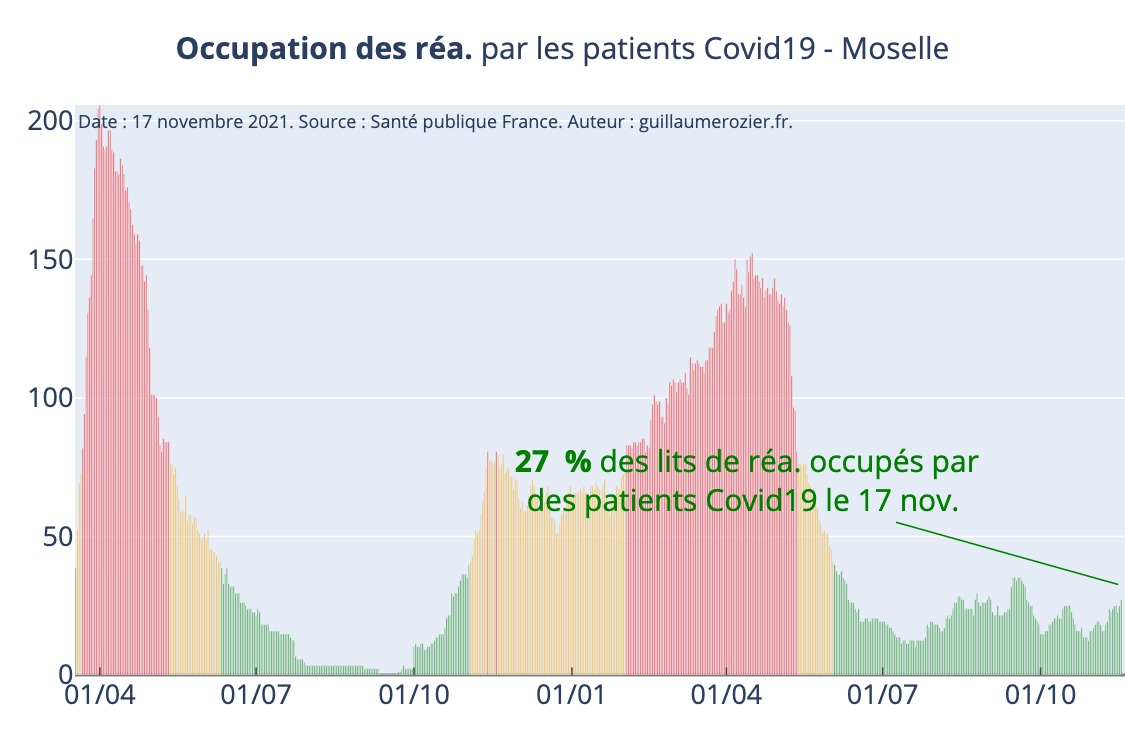 Occupation des réa. par les patients Covid19 - Moselle
200
Date : 17 novembre 2021. Source : Santé publique France. Auteur : guillaumerozier.fr.
150
100
27 % des lits de réa. occupés par
des patients Covid19 le 17 nov.
50
0
01/04 01/07 01/10 01/01 01/04 01/07 01/10